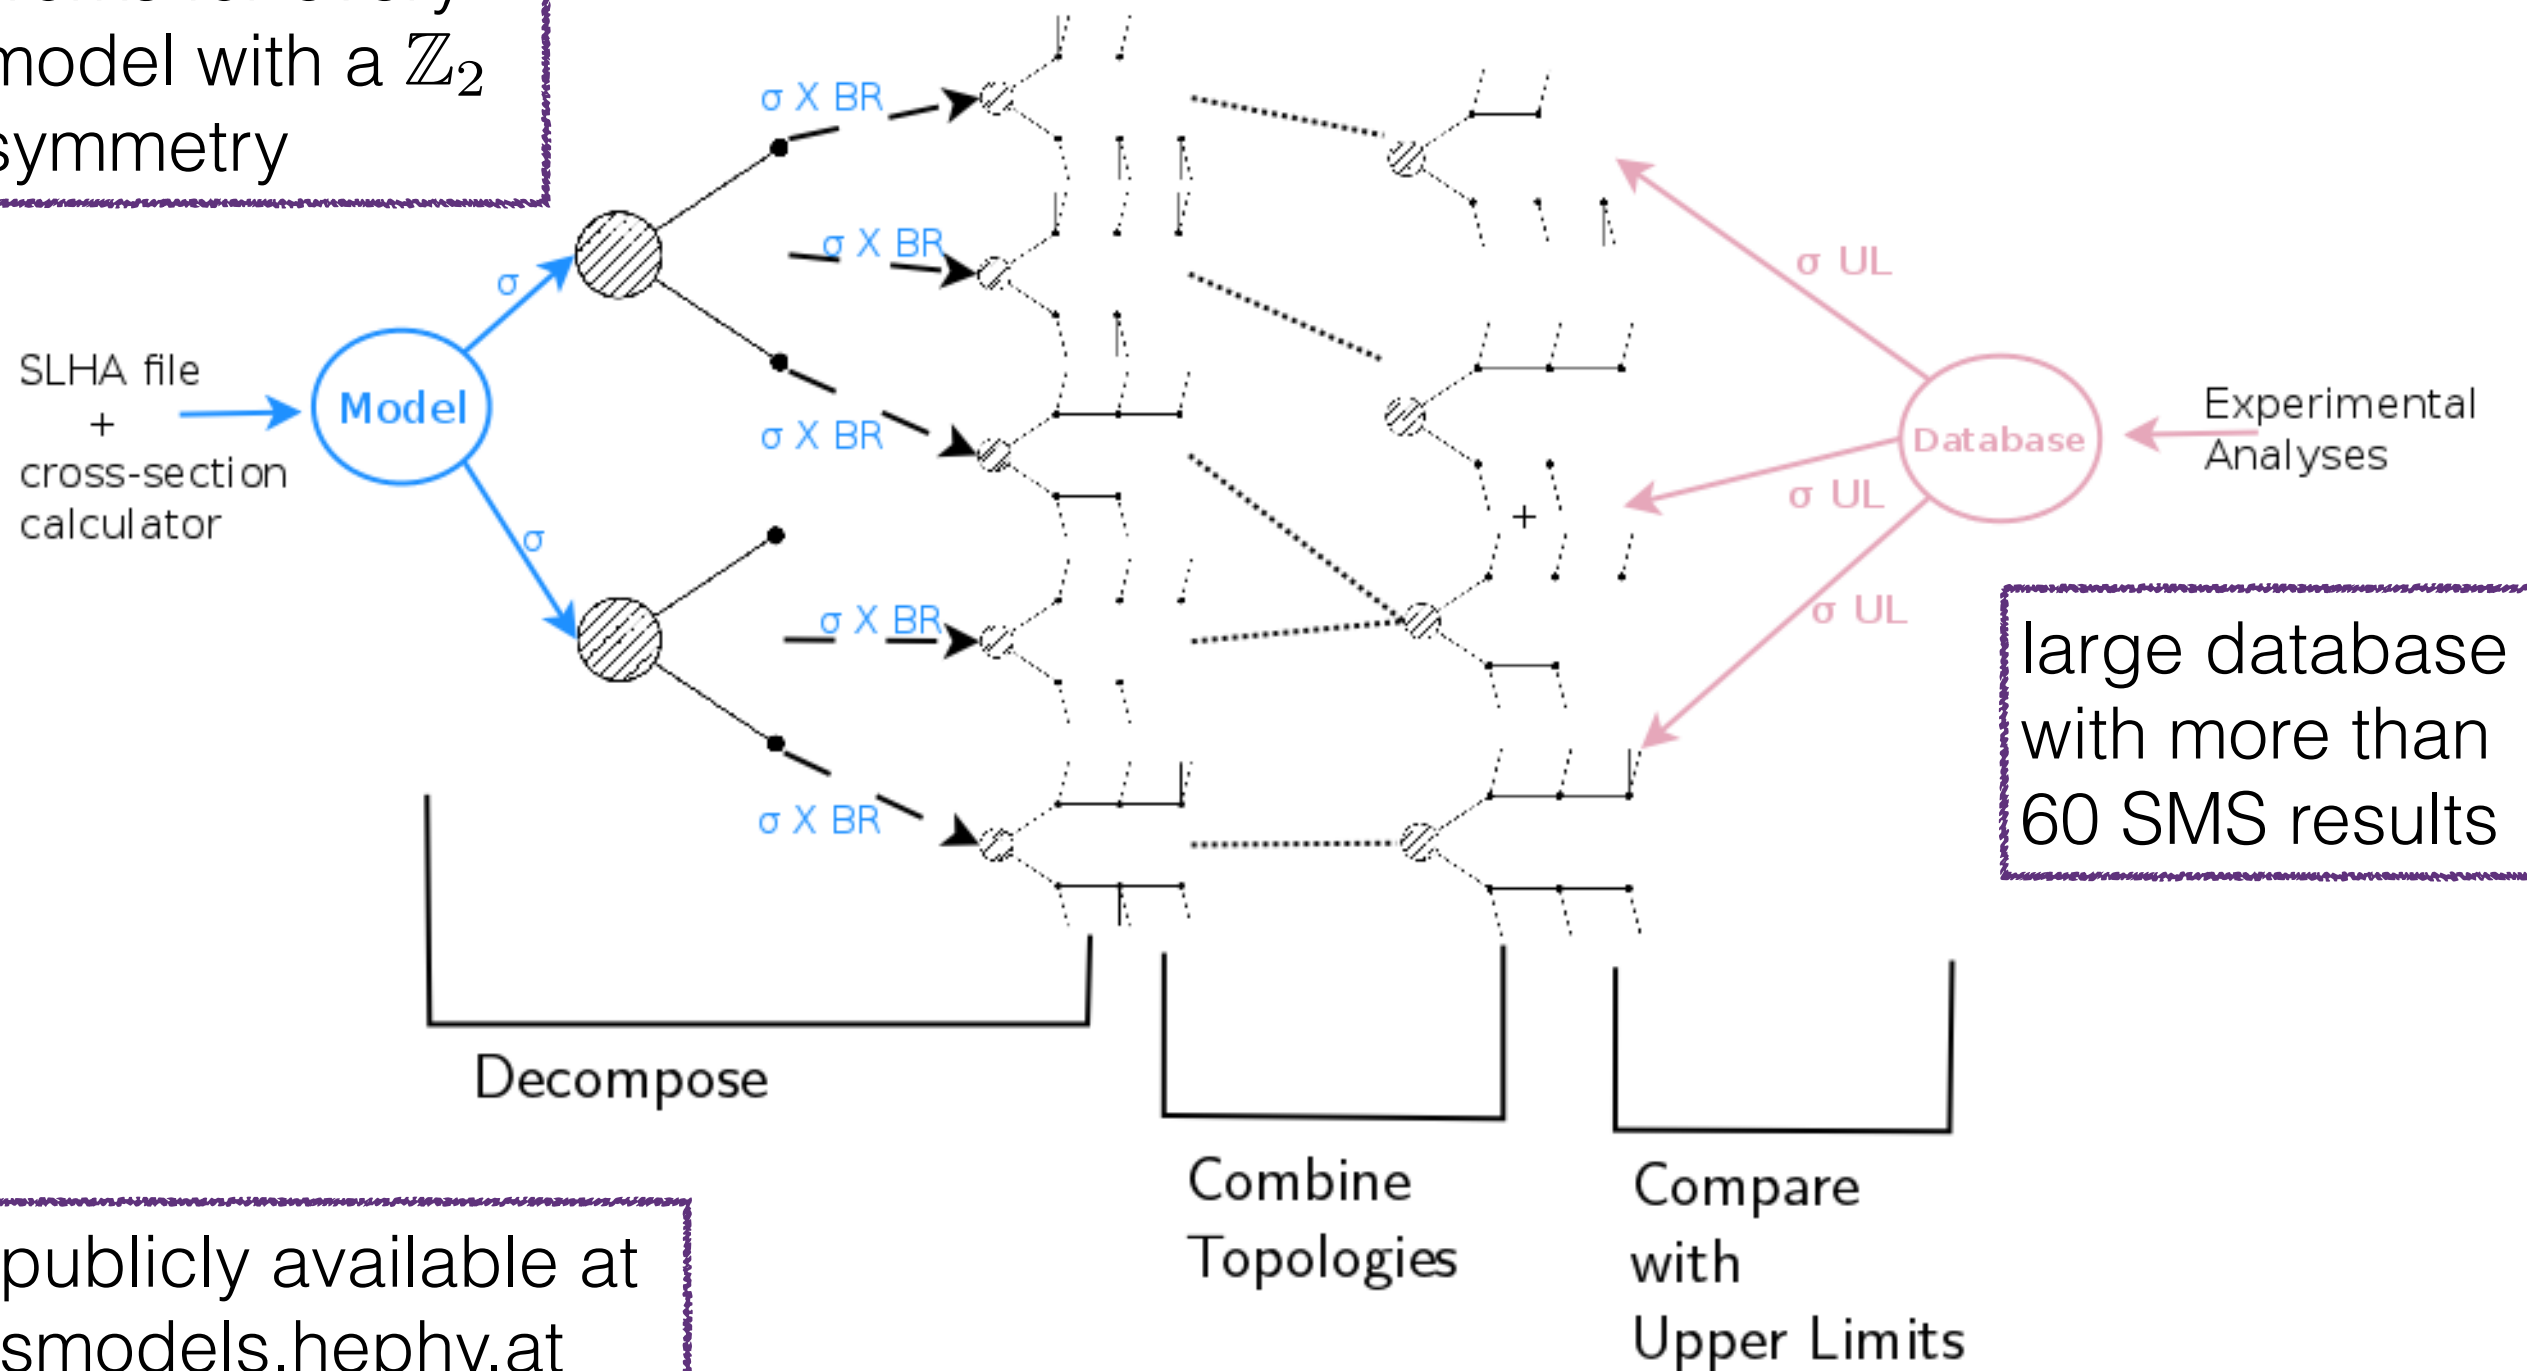 for every
model with a ℤ₂
symmetry
σ X BR
σ X BR
σ X BR
σ X BR
σ X BR
σ
σ
SLHA file
+
cross-section
calculator
Model
+
σ UL
σ UL
σ UL
Database
Experimental
Analyses
large database
with more than
60 SMS results
Decompose
Combine
Topologies
Compare
with
Upper Limits
publicly available at
smodels.hephy.at